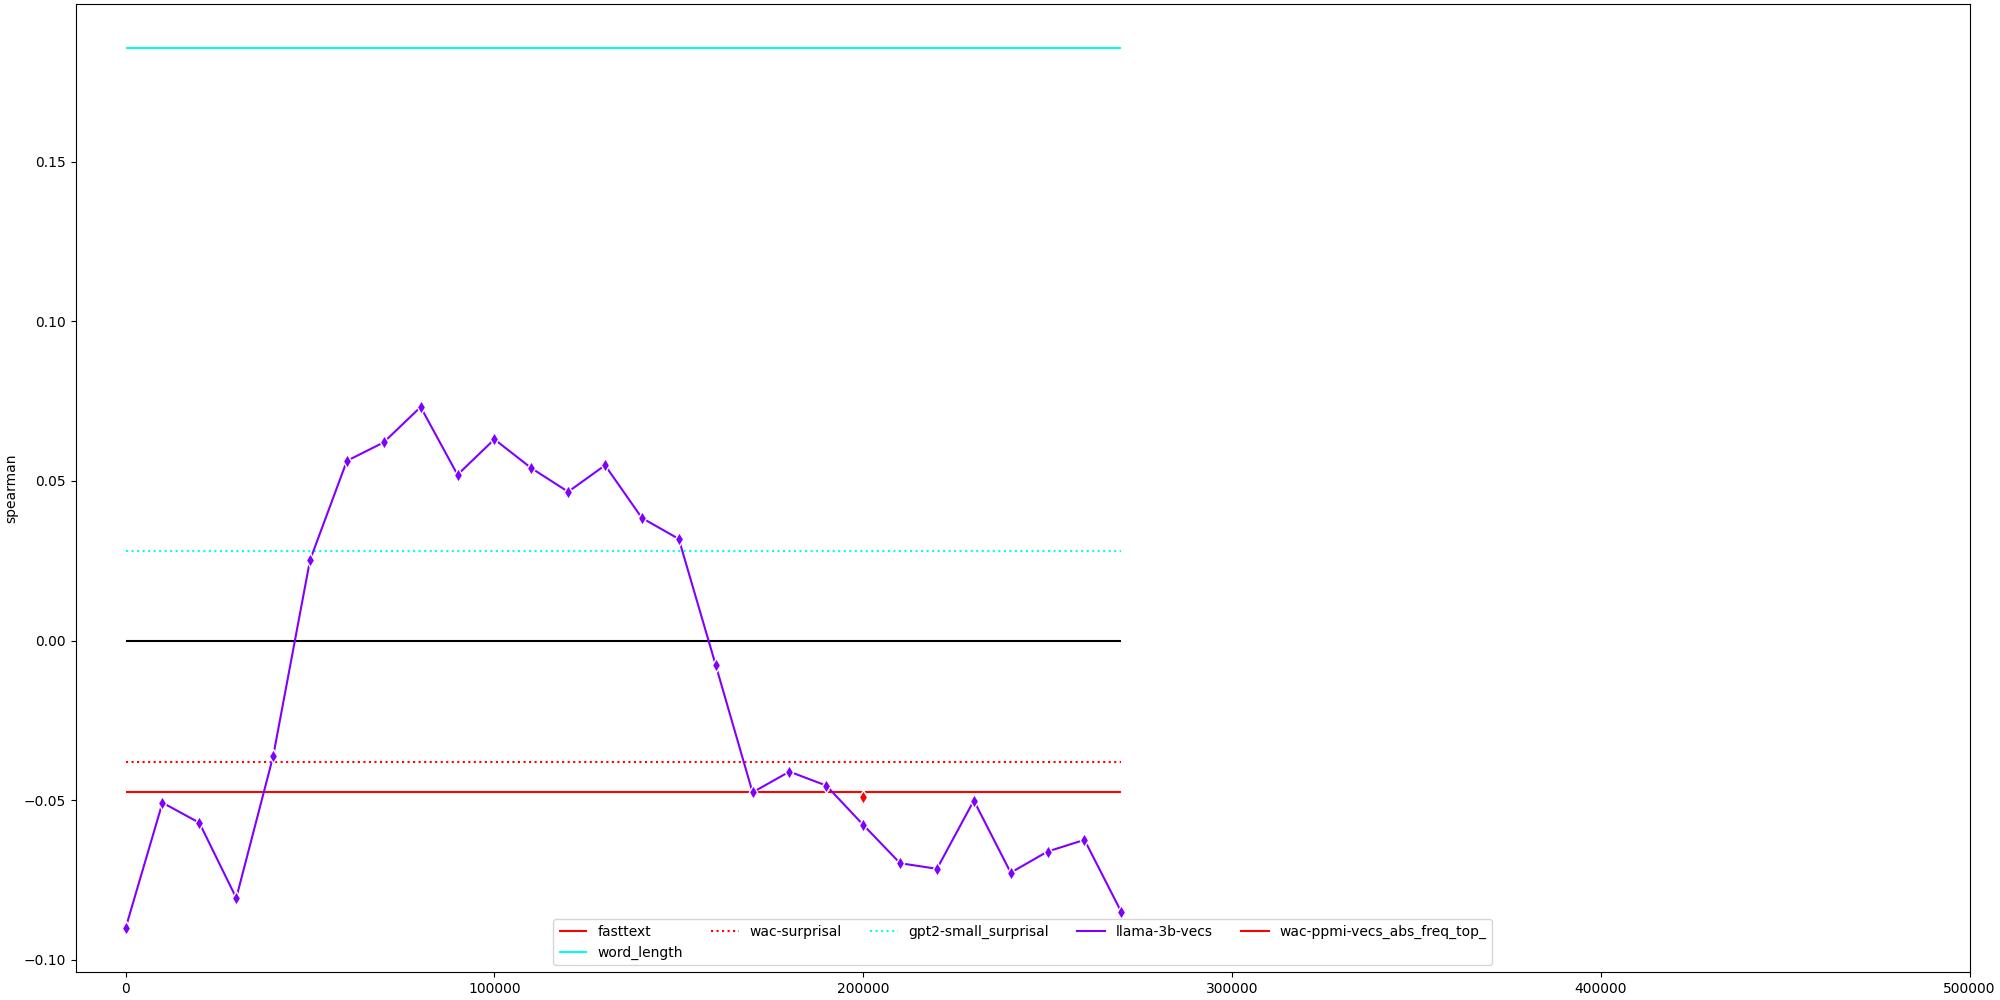 0.15
0.10
0.05
0.00
−0.05
−0.10
spearman
fasttext wac-surprisal gpt2-small_surprisal llama-3b-vecs wac-ppmi-vecs_abs_freq_top_
word_length
0 100000 200000 300000 400000 500000